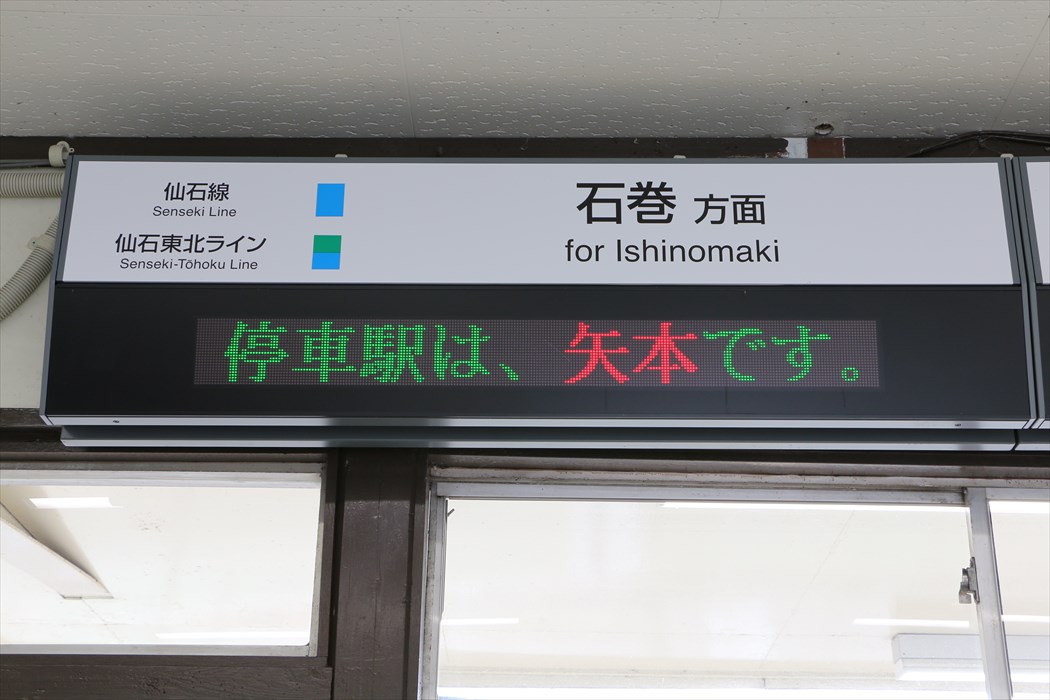 仙石線
Senseki Line
仙石東北ライン
Senseki-Tōhoku Line
石巻 方面
for Ishinomaki
停車駅は、矢本です。